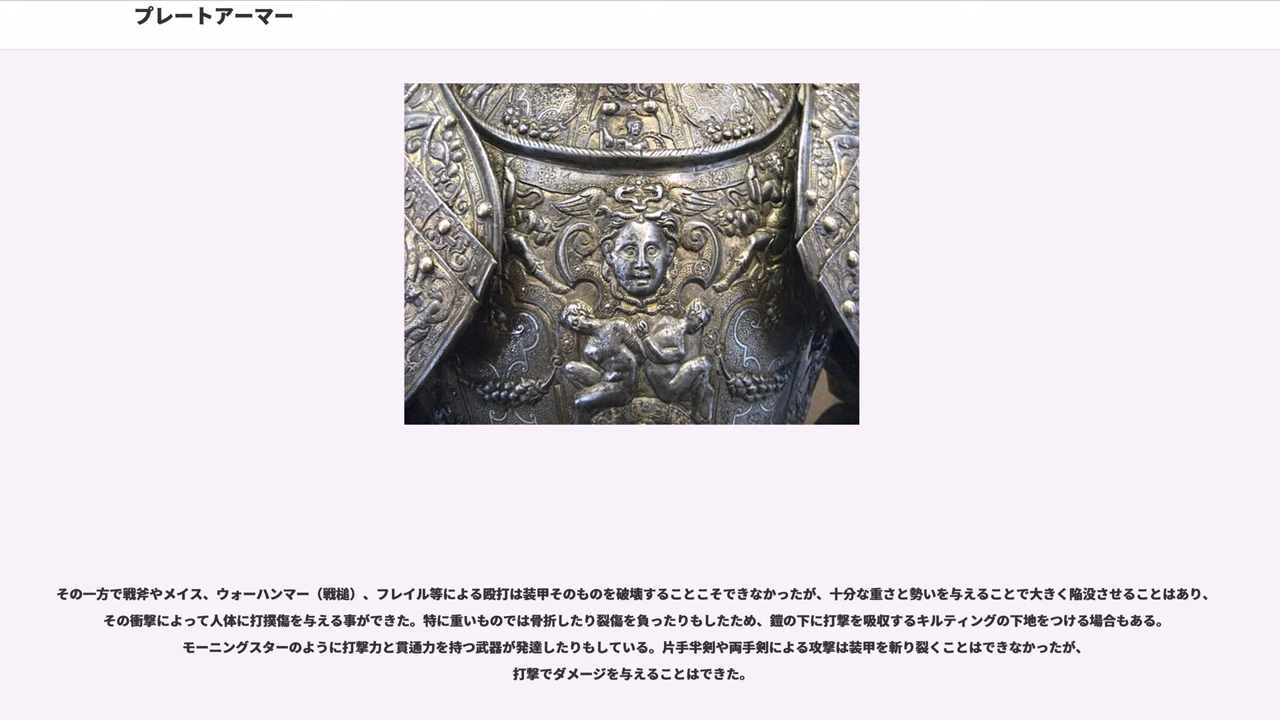 プレートアーマー
その一方で戦斧やメイス、ウォーハンマー（戦槌）、フレイル等による殴打は装甲そのものを破壊することこそできなかったが、十分な重さと勢いを与えることで大きく陥没させることはあり、
その衝撃によって人体に打撲傷を与える事ができた。特に重いものでは骨折したり裂傷を負ったりもしたため、鎧の下に打撃を吸収するキルティングの下地をつける場合もある。
モーニングスターのように打撃力と貫通力を持つ武器が発達したりもしている。片手半剣や両手剣による攻撃は装甲を斬り裂くことはできなかったが、
打撃でダメージを与えることはできた。